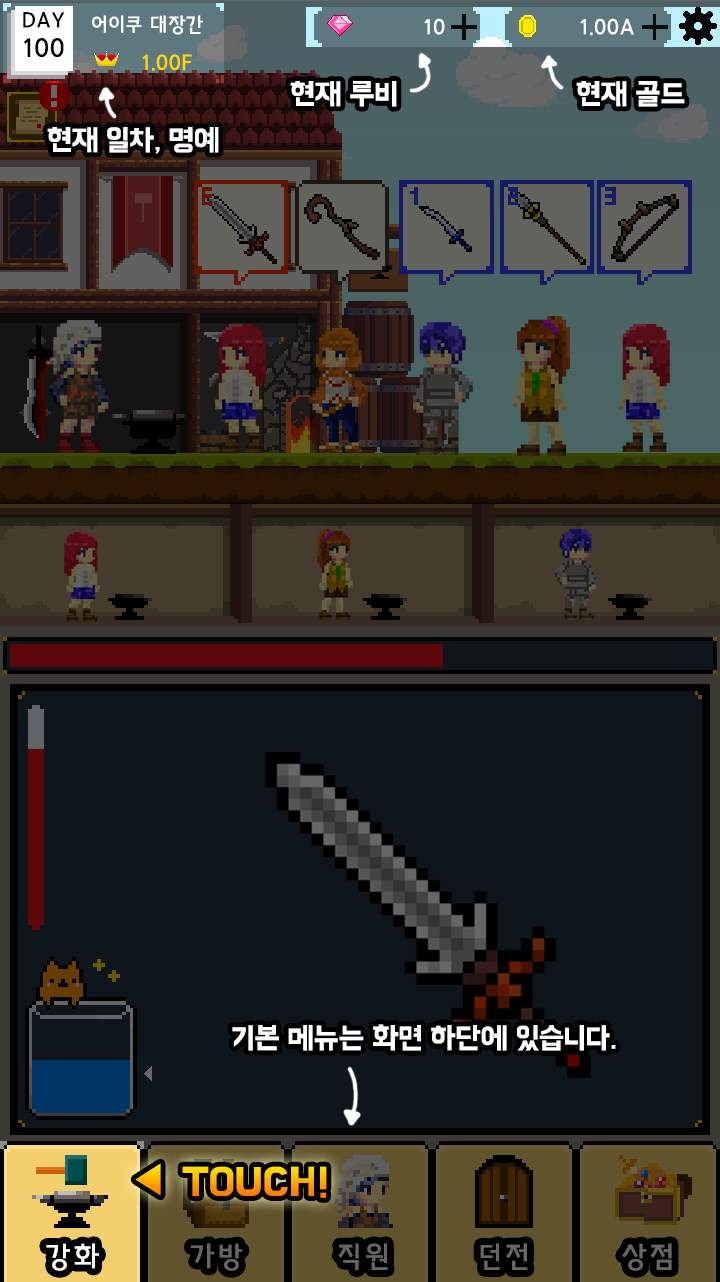 DAY
100
어이쿠 대장간
1.00F
10
1.00A
현재 루비
현재 골드
현재 일차, 명예
E
1
2
3
기본 메뉴는 화면 하단에 있습니다.
TOUCH!
강화
가방
직원
던전
상점